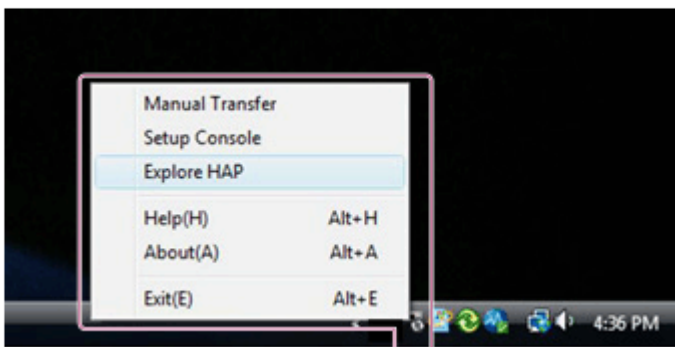 Manual Transfer
Setup Console
Explore HAP
Help(H) Alt+H
About(A) Alt+A
Exit(E) Alt+E
4:36 PM